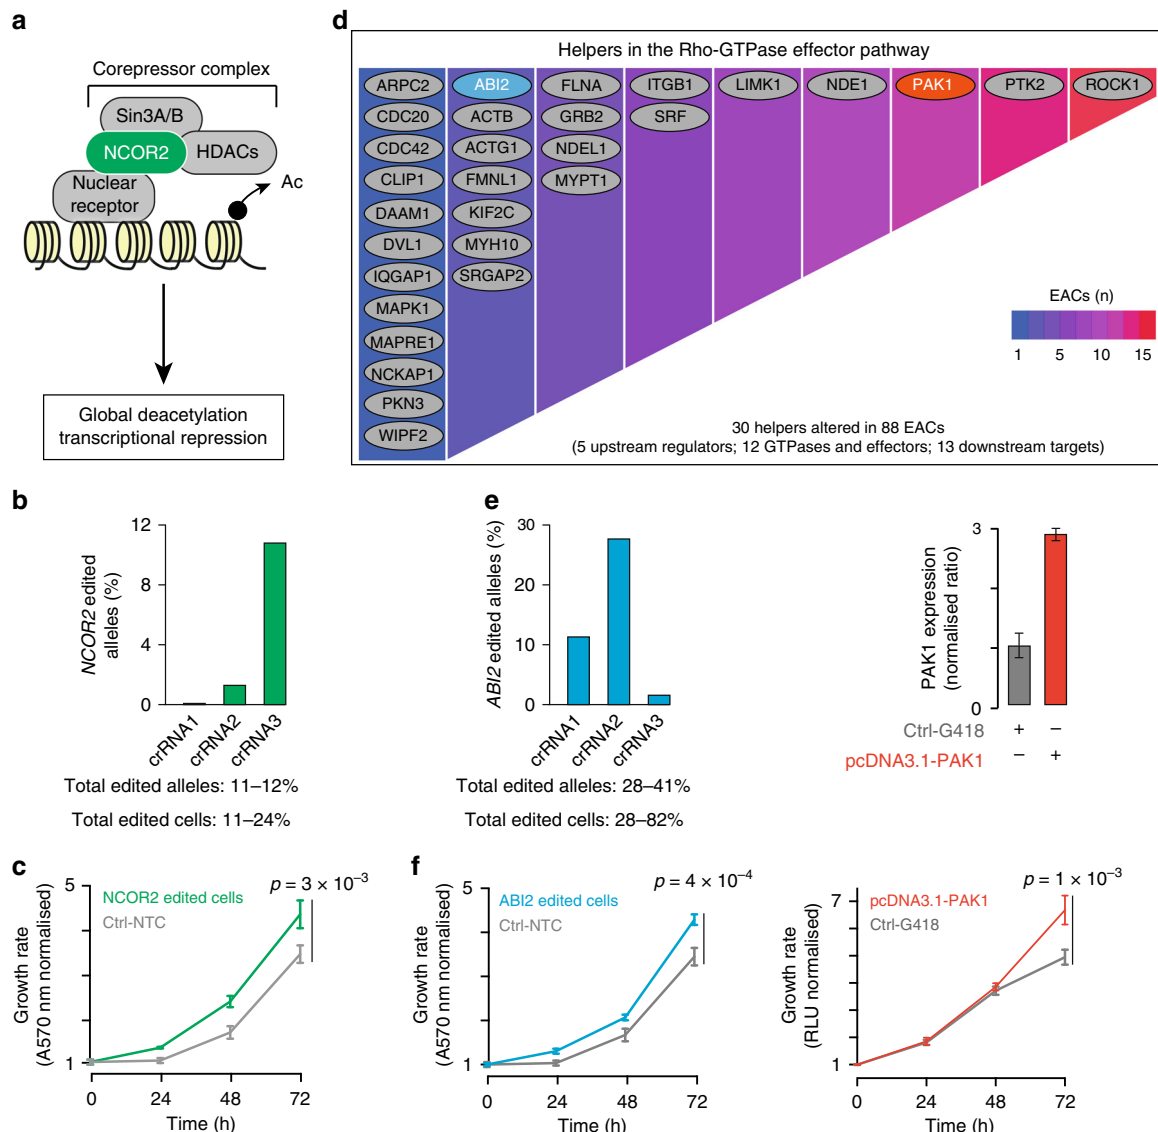 a
Corepressor complex
Sin3A/B
NCOR2
HDACs
Nuclear
receptor
Ac
Global deacetylation
transcriptional repression
d
Helpers in the Rho-GTPase effector pathway
ARPC2
CDC20
CDC42
CLIP1
DAAM1
DVL1
IQGAP1
MAPK1
MAPRE1
NCKAP1
PKN3
WIPF2
ABI2
ACTB
ACTG1
FMNL1
KIF2C
MYH10
SRGAP2
FLNA
GRB2
NDEL1
MYPT1
ITGB1
SRF
LIMK1
NDE1
PAK1
PTK2
ROCK1
EACs (n)
1 5 10 15
30 helpers altered in 88 EACs
(5 upstream regulators; 12 GTPases and effectors; 13 downstream targets)
b
NCOR2 edited
alleles (%)
12
8
4
0
crRNA1 crRNA2 crRNA3
Total edited alleles: 11–12%
Total edited cells: 11–24%
e
ABI2 edited alleles (%)
30
20
10
0
crRNA1 crRNA2 crRNA3
Total edited alleles: 28–41%
Total edited cells: 28–82%
PAK1 expression
(normalised ratio)
3
0
Ctrl-G418 + −
pcDNA3.1-PAK1 − +
c
Growth rate
(A570 nm normalised)
5
1
NCOR2 edited cells
Ctrl-NTC
p = 3 × 10⁻³
0 24 48 72
Time (h)
f
Growth rate
(A570 nm normalised)
5
1
ABI2 edited cells
Ctrl-NTC
p = 4 × 10⁻⁴
0 24 48 72
Time (h)
Growth rate
(RLU normalised)
7
1
pcDNA3.1-PAK1
Ctrl-G418
p = 1 × 10⁻³
0 24 48 72
Time (h)